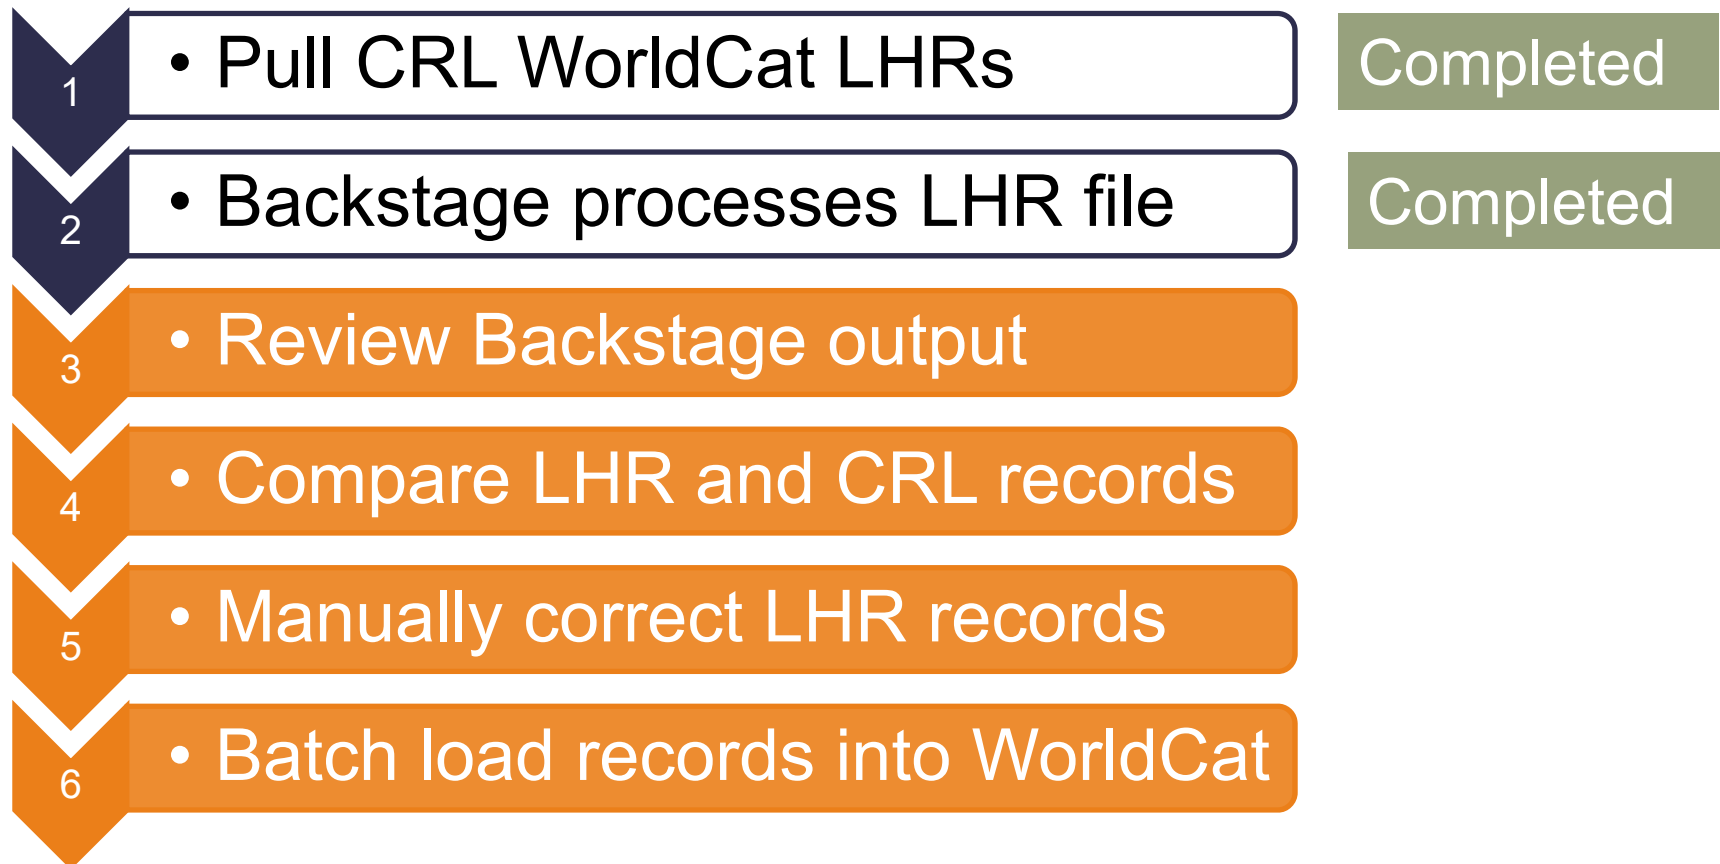 1
• Pull CRL WorldCat LHRs
Completed
2
• Backstage processes LHR file
Completed
3
• Review Backstage output
4
• Compare LHR and CRL records
5
• Manually correct LHR records
6
• Batch load records into WorldCat